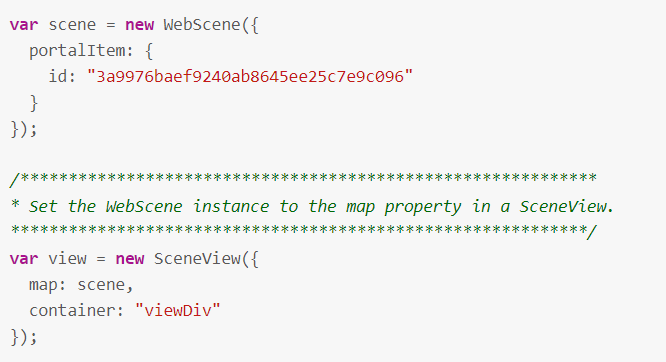 var scene = new WebScene({
  portalItem: {
    id: "3a9976baef9240ab8645ee25c7e9c096"
  }
});

/************************************************************
* Set the WebScene instance to the map property in a SceneView.
************************************************************/
var view = new SceneView({
  map: scene,
  container: "viewDiv"
});